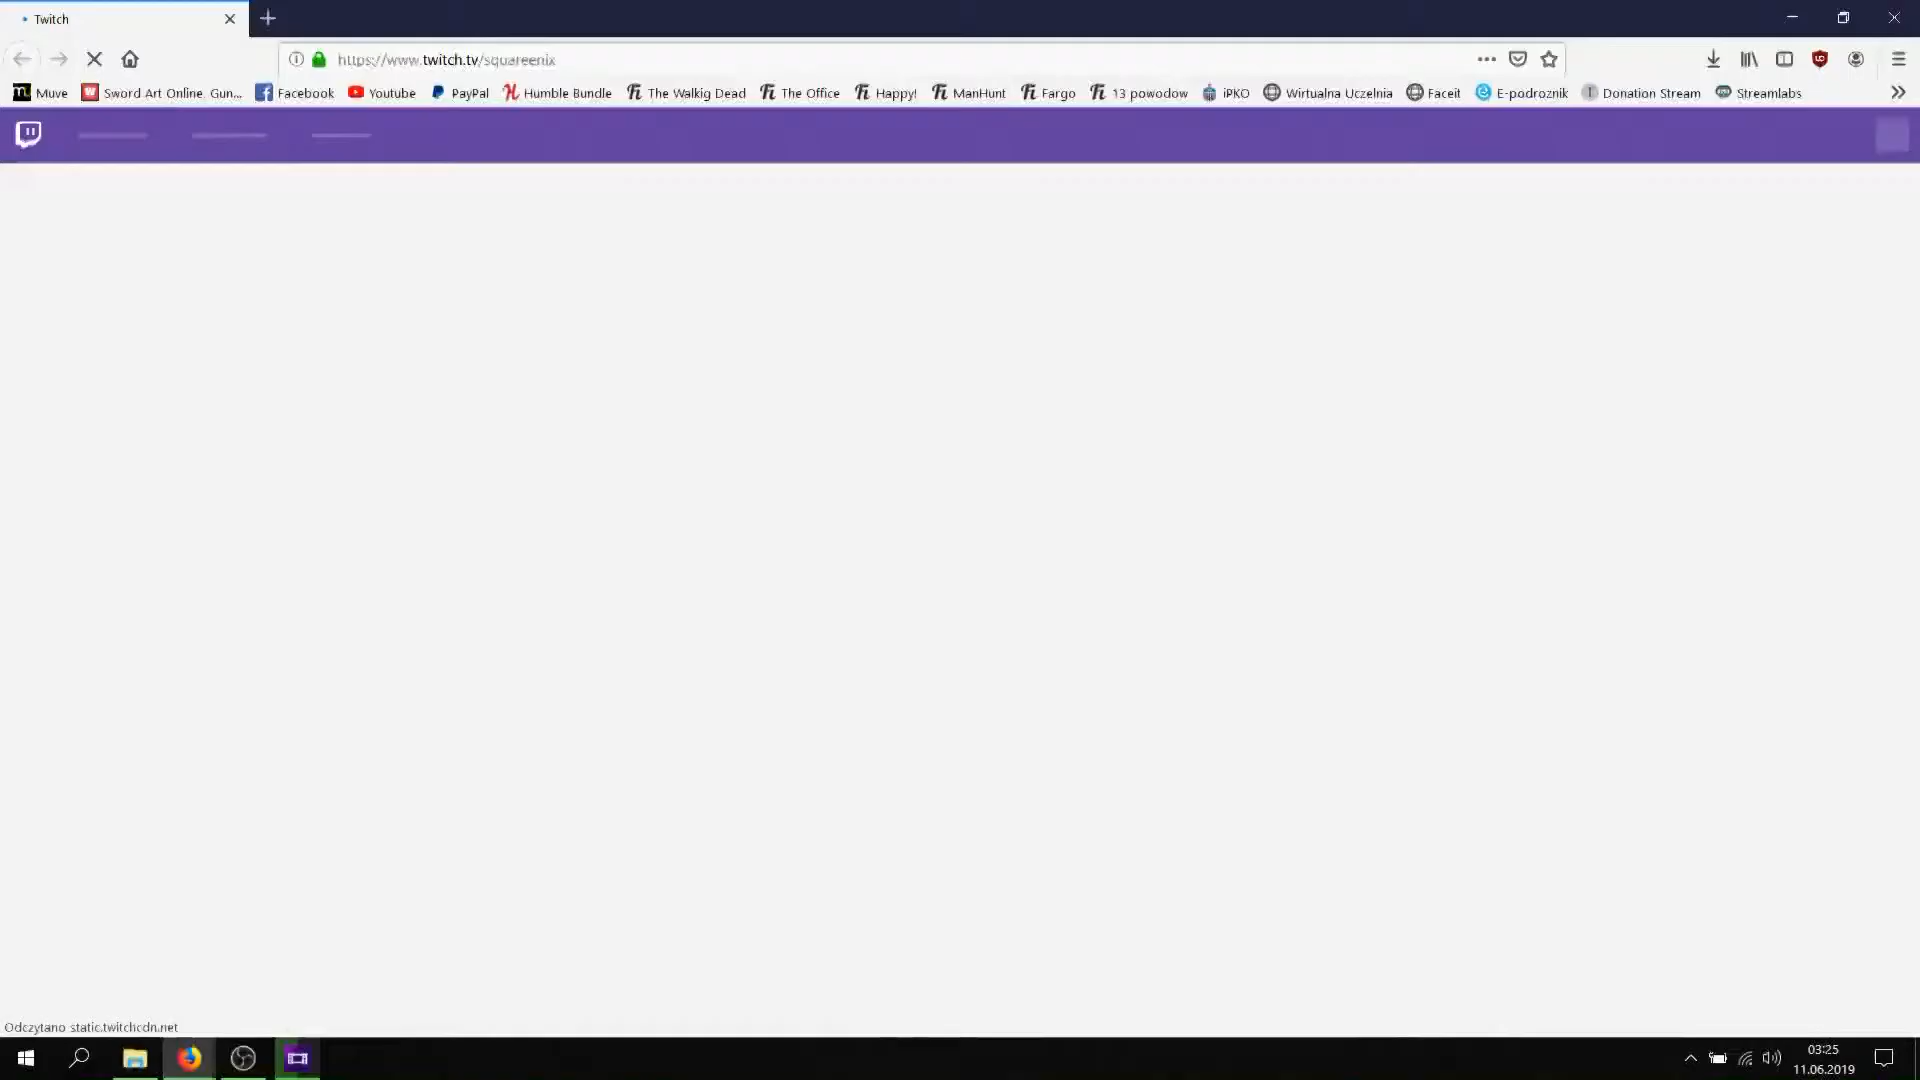 Twitch
https://www.twitch.tv/squareenix
Muve Sword Art Online. Gun... Facebook Youtube PayPal Humble Bundle The Walkig Dead The Office Happy! ManHunt Fargo 13 powodow iPKO Wirtualna Uczelnia Faceit E-podroznik Donation Stream Streamlabs
Odczytano static.twitchcdn.net
03:25
11.06.2019